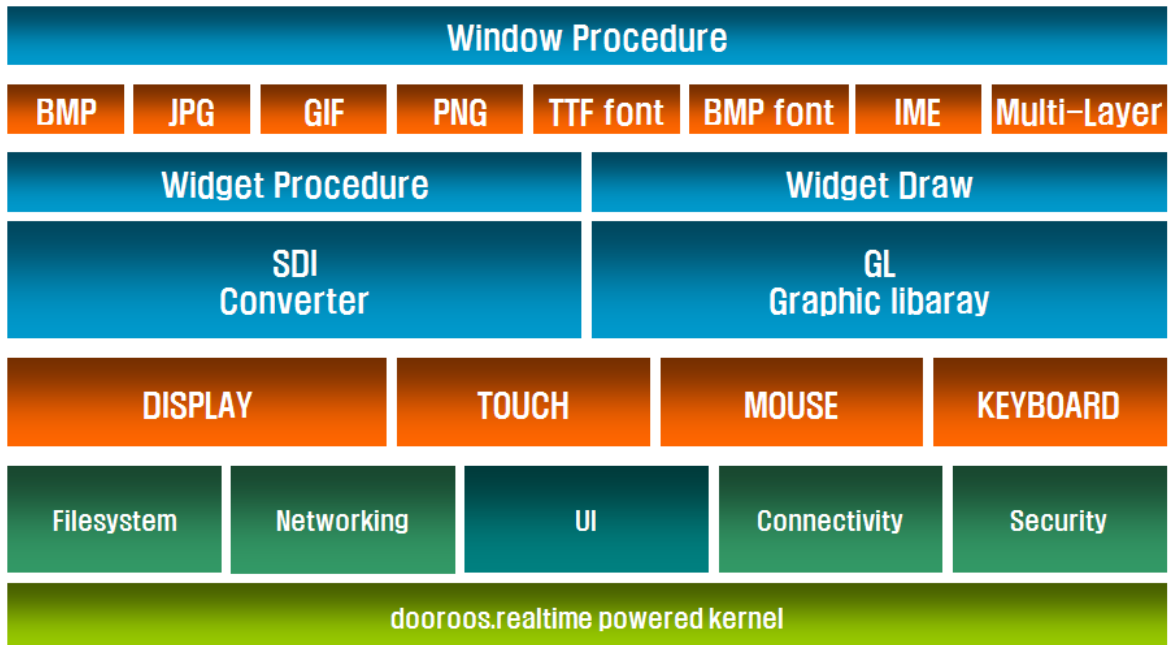 Window Procedure
BMP
JPG
GIF
PNG
TTF font
BMP font
IME
Multi-Layer
Widget Procedure
Widget Draw
SDI
Converter
GL
Graphic libaray
DISPLAY
TOUCH
MOUSE
KEYBOARD
Filesystem
Networking
UI
Connectivity
Security
dooroos.realtime powered kernel